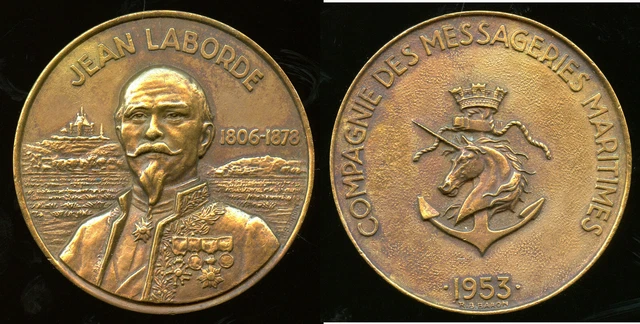 JEAN LABORDE
1806-1878
COMPAGNIE DES MESSAGERIES MARITIMES
·1953·